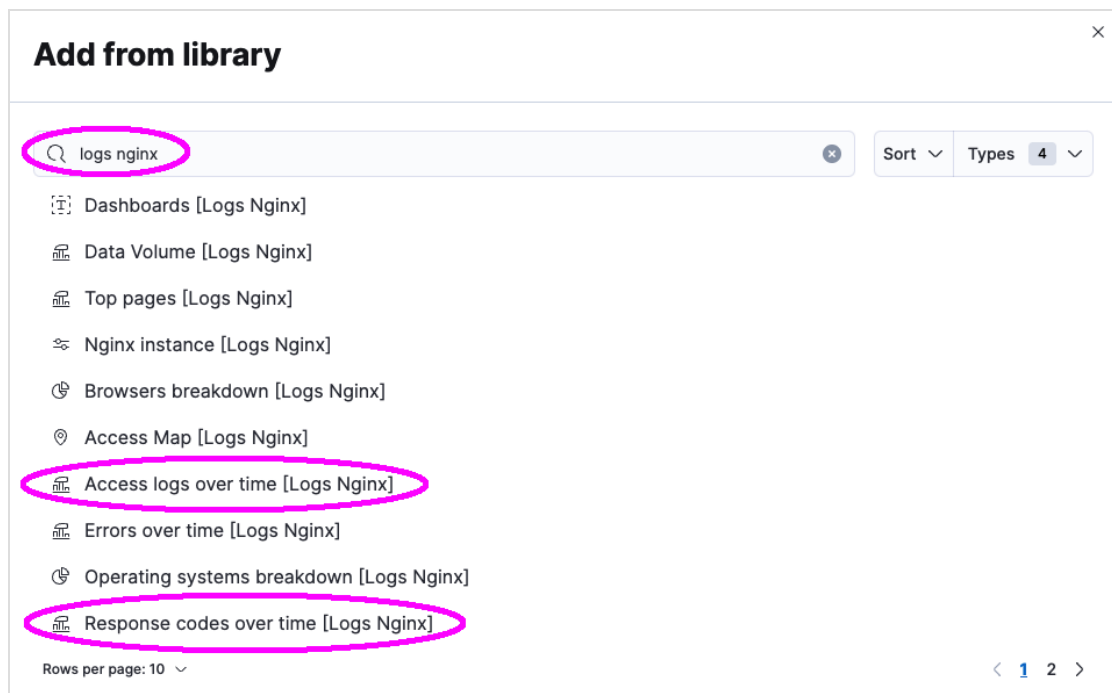 Add from library
logs nginx
Sort Types 4
Dashboards [Logs Nginx]
Data Volume [Logs Nginx]
Top pages [Logs Nginx]
Nginx instance [Logs Nginx]
Browsers breakdown [Logs Nginx]
Access Map [Logs Nginx]
Access logs over time [Logs Nginx]
Errors over time [Logs Nginx]
Operating systems breakdown [Logs Nginx]
Response codes over time [Logs Nginx]
Rows per page: 10 1 2